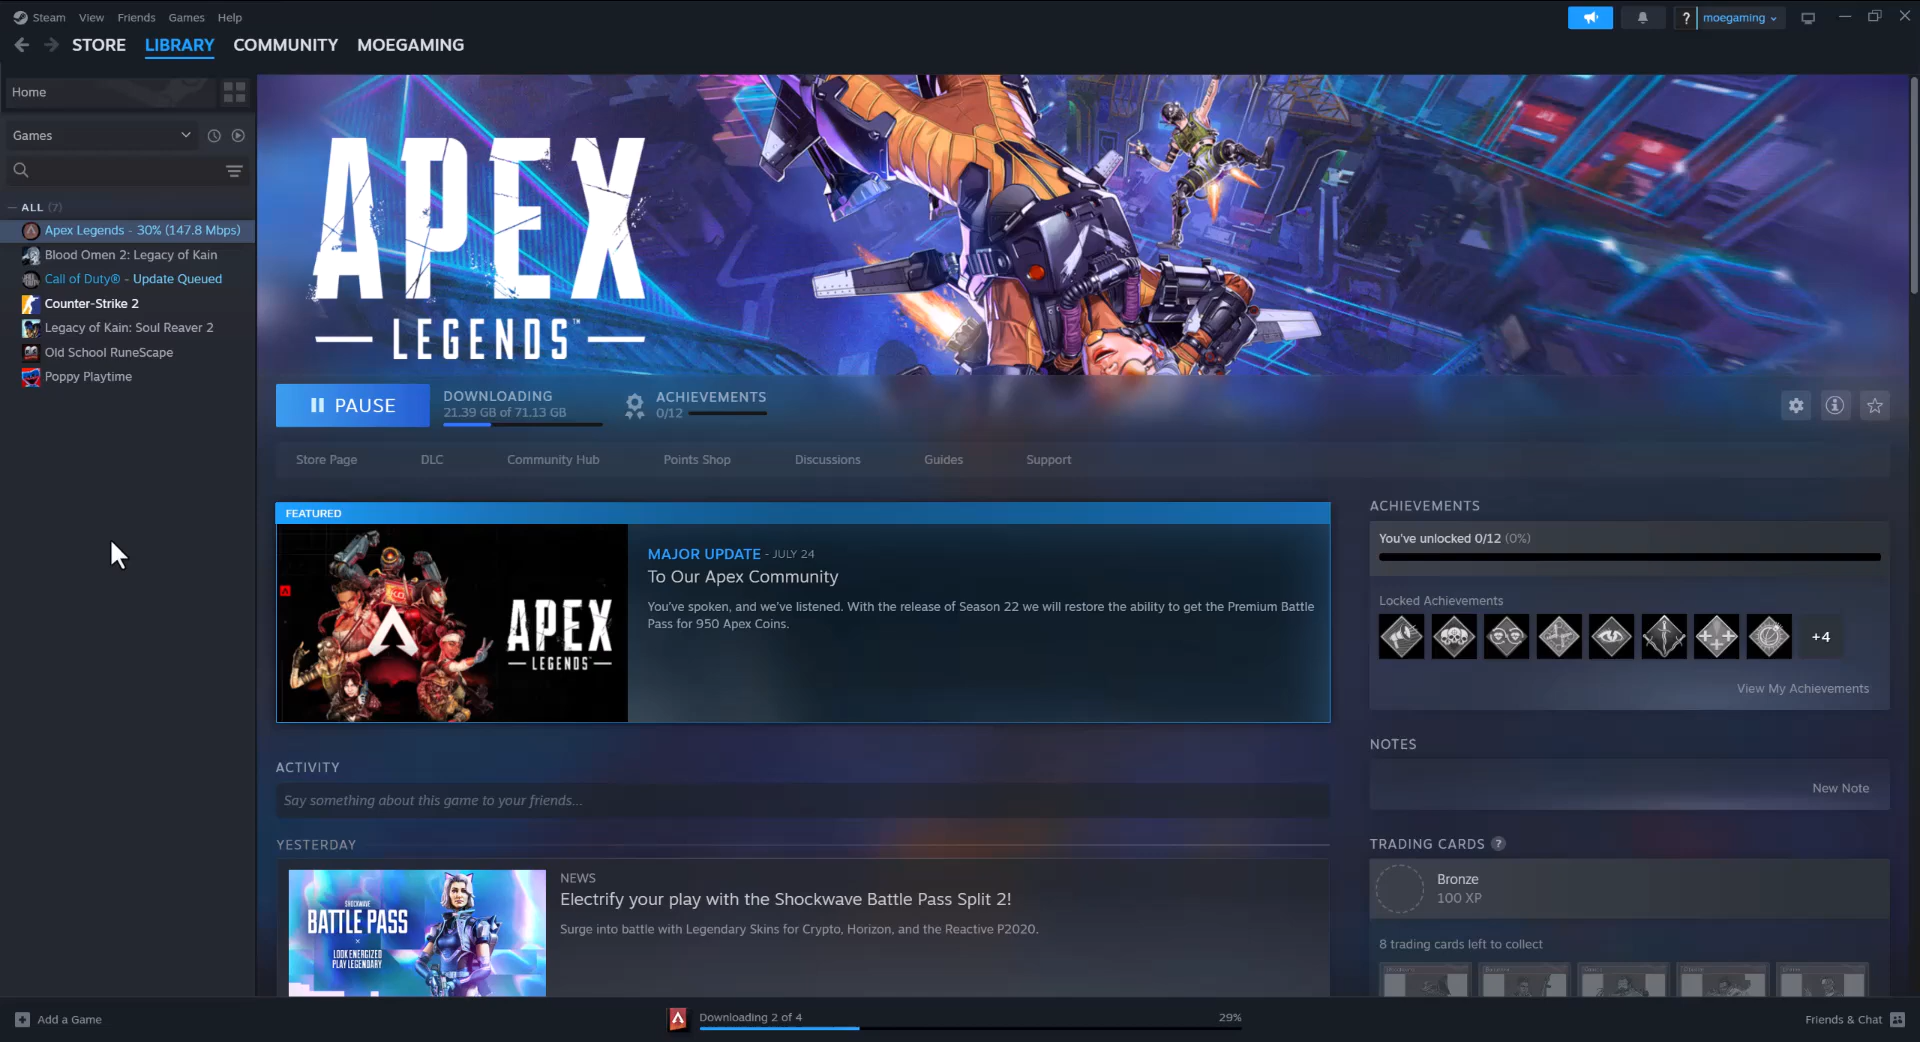 Steam View Friends Games Help
? moegaming
STORE LIBRARY COMMUNITY MOEGAMING
Home
Games
— ALL (7)
Apex Legends - 30% (147.8 Mbps)
Blood Omen 2: Legacy of Kain
Call of Duty® - Update Queued
Counter-Strike 2
Legacy of Kain: Soul Reaver 2
Old School RuneScape
Poppy Playtime
APEX
LEGENDS™
PAUSE
DOWNLOADING
21.39 GB of 71.13 GB
ACHIEVEMENTS
0/12
Store Page DLC Community Hub Points Shop Discussions Guides Support
FEATURED
APEX
LEGENDS™
MAJOR UPDATE - JULY 24
To Our Apex Community
You've spoken, and we've listened. With the release of Season 22 we will restore the ability to get the Premium Battle
Pass for 950 Apex Coins.
ACTIVITY
Say something about this game to your friends...
YESTERDAY
SHOCKWAVE
BATTLE PASS
×
LOOK ENERGIZED
PLAY LEGENDARY
NEWS
Electrify your play with the Shockwave Battle Pass Split 2!
Surge into battle with Legendary Skins for Crypto, Horizon, and the Reactive P2020.
ACHIEVEMENTS
You've unlocked 0/12 (0%)
Locked Achievements
+4
View My Achievements
NOTES
New Note
TRADING CARDS ?
Bronze
100 XP
8 trading cards left to collect
Add a Game
Downloading 2 of 4 29%
Friends & Chat